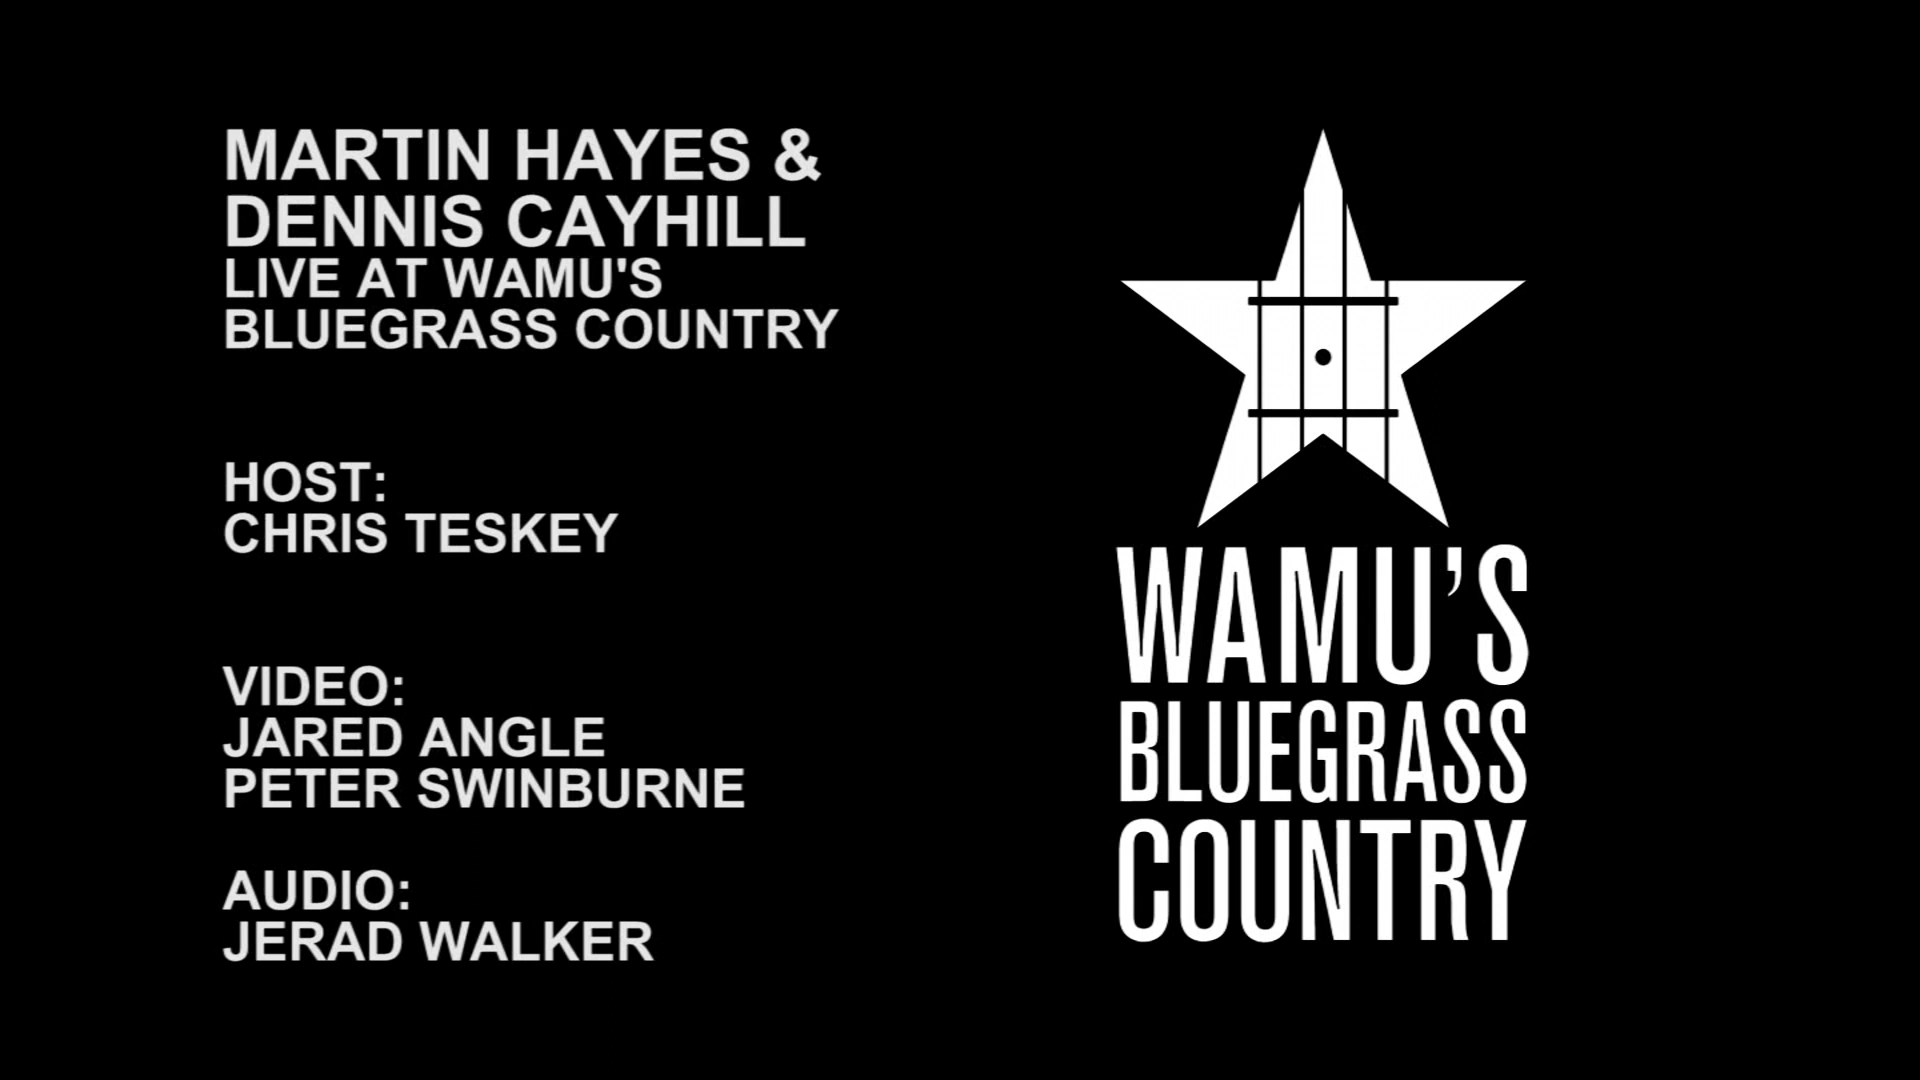 MARTIN HAYES &
DENNIS CAYHILL
LIVE AT WAMU'S
BLUEGRASS COUNTRY
HOST:
CHRIS TESKEY
VIDEO:
JARED ANGLE
PETER SWINBURNE
AUDIO:
JERAD WALKER
WAMU’S
BLUEGRASS
COUNTRY